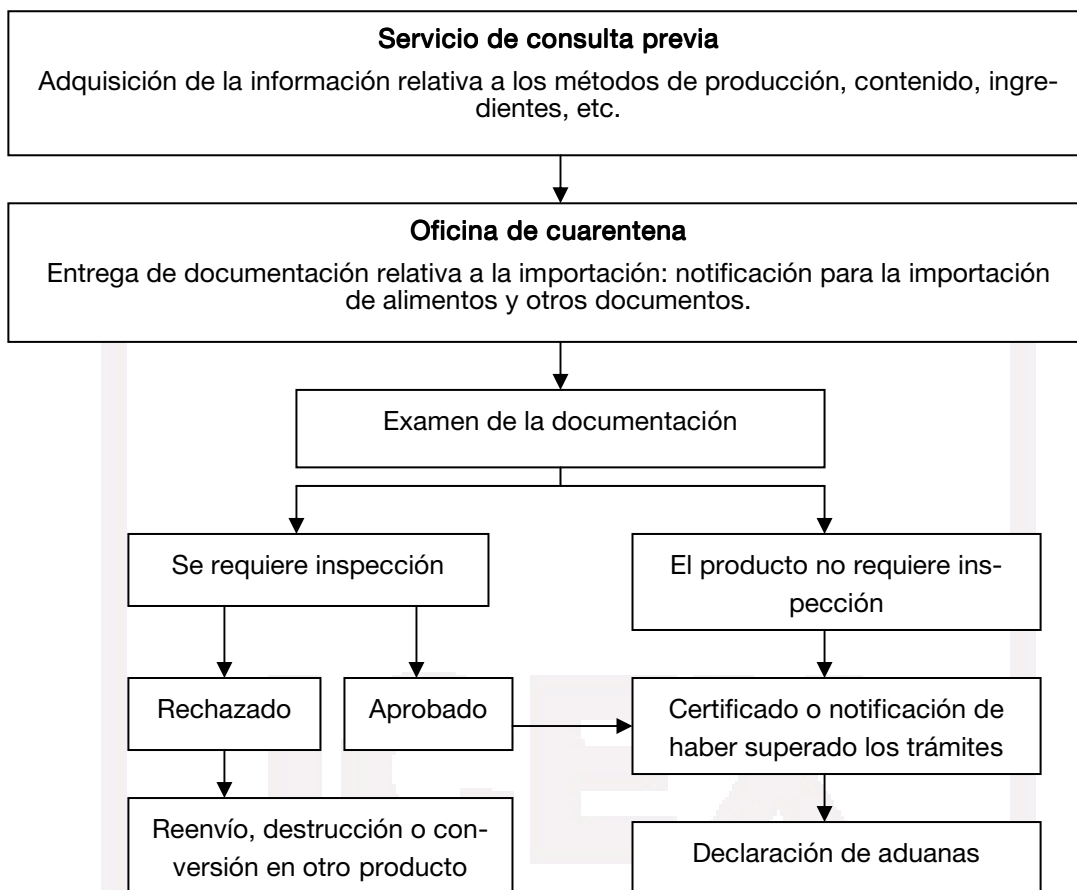 Servicio de consulta previa
Adquisición de la información relativa a los métodos de producción, contenido, ingre-
dientes, etc.
Oficina de cuarentena
Entrega de documentación relativa a la importación: notificación para la importación
de alimentos y otros documentos.
Examen de la documentación
Se requiere inspección
El producto no requiere ins-
pección
Rechazado
Aprobado
Certificado o notificación de
haber superado los trámites
Reenvío, destrucción o con-
versión en otro producto
Declaración de aduanas